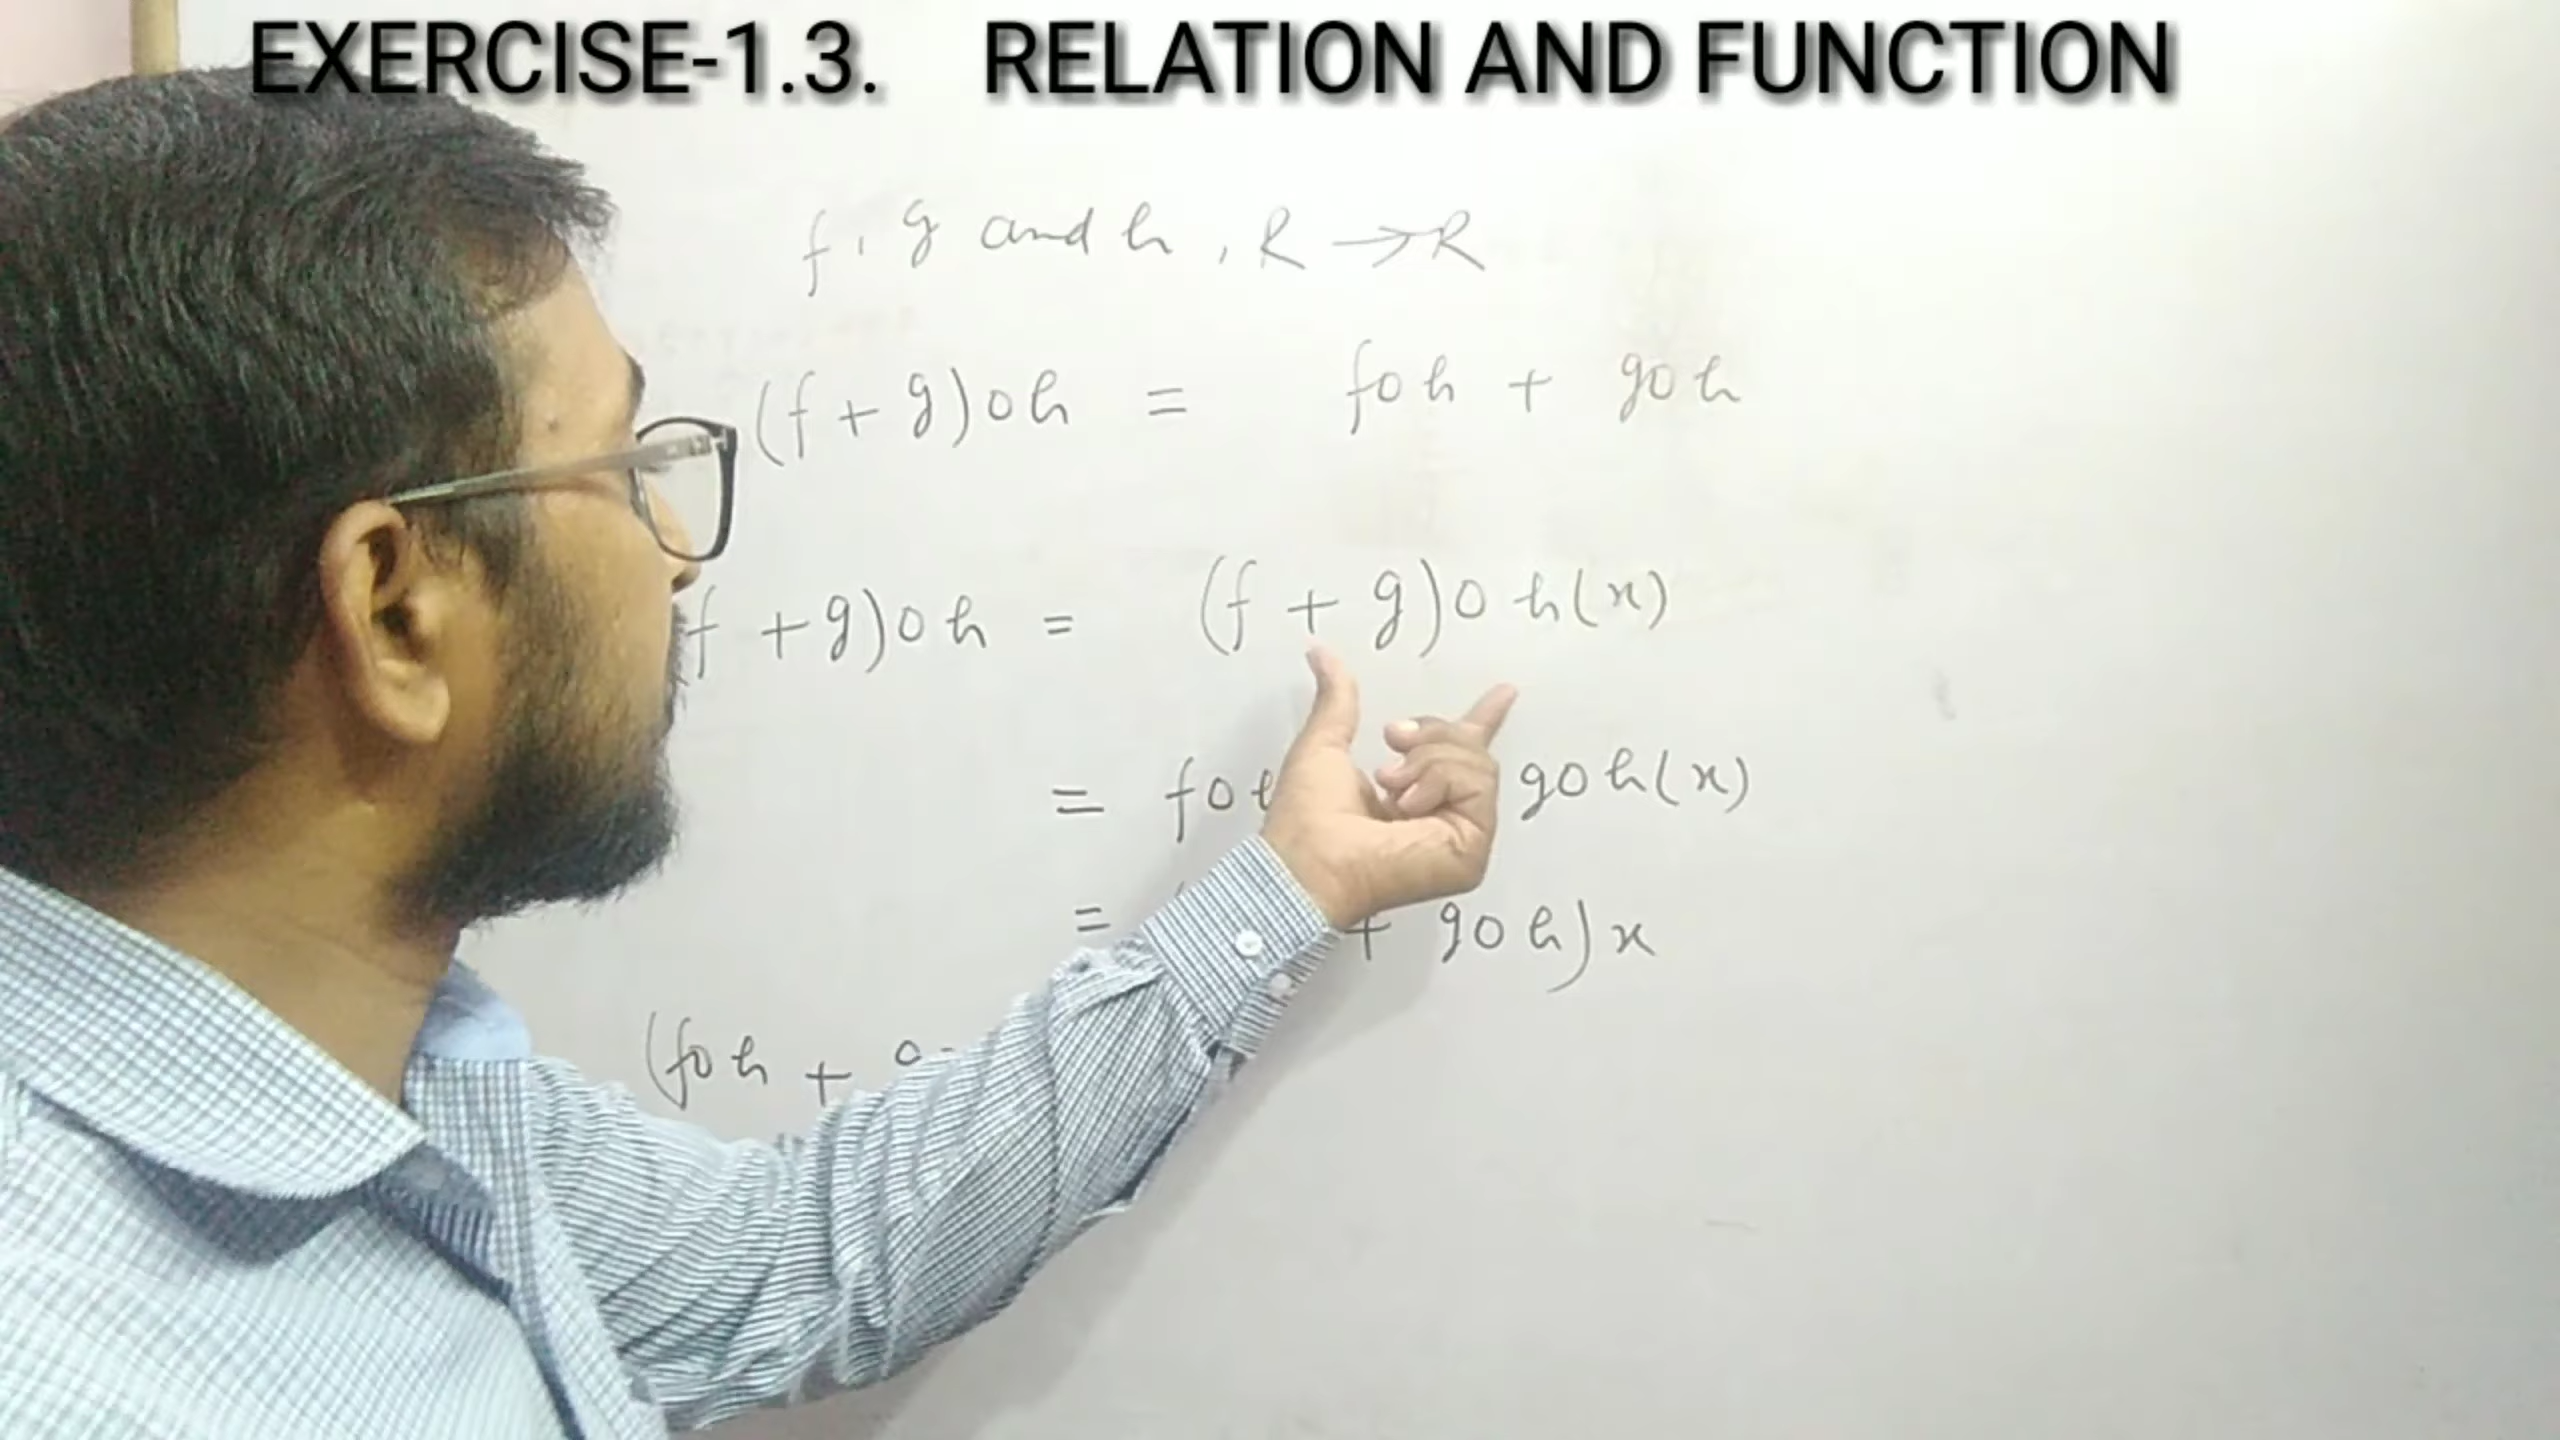 EXERCISE-1.3. RELATION AND FUNCTION
f, g and h, R → R
(f + g)oh = foh + goh
f + g)oh = (f + g)o h(x)
= fo goh(x)
= + goh)x
(foh +